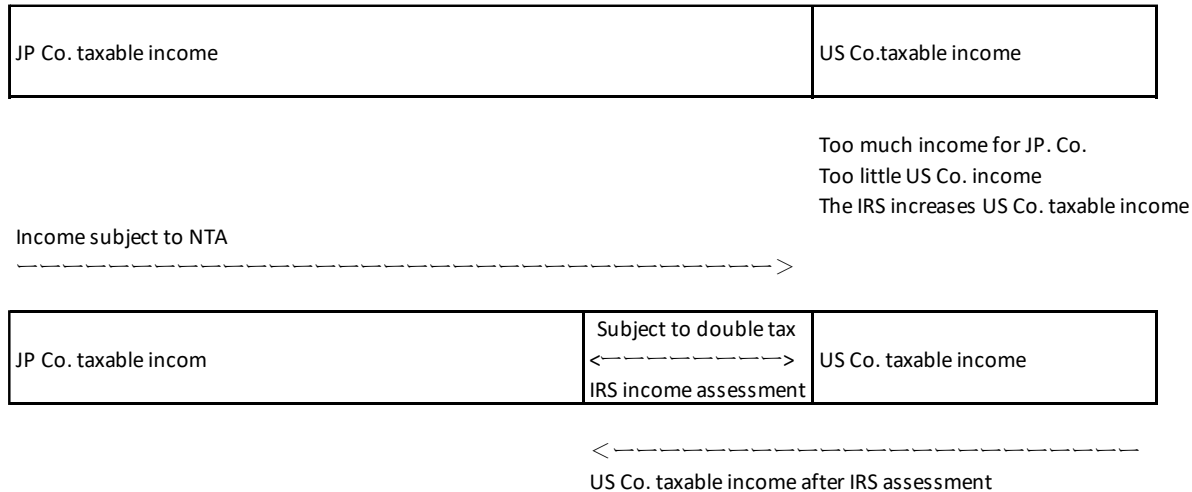 JP Co. taxable income
US Co.taxable income
Too much income for JP. Co.
Too little US Co. income
The IRS increases US Co. taxable income
Income subject to NTA
JP Co. taxable incom
Subject to double tax
IRS income assessment
US Co. taxable income
US Co. taxable income after IRS assessment